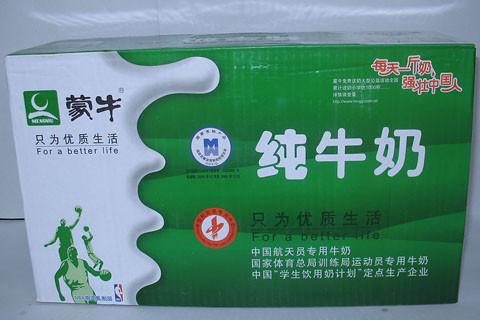 蒙牛
MENGNIU
只为优质生活
For a better life
每天一斤奶
强壮中国人
纯牛奶
只为优质生活
For a better life
中国航天员专用牛奶
国家体育总局训练局运动员专用牛奶
中国“学生饮用奶计划”定点生产企业